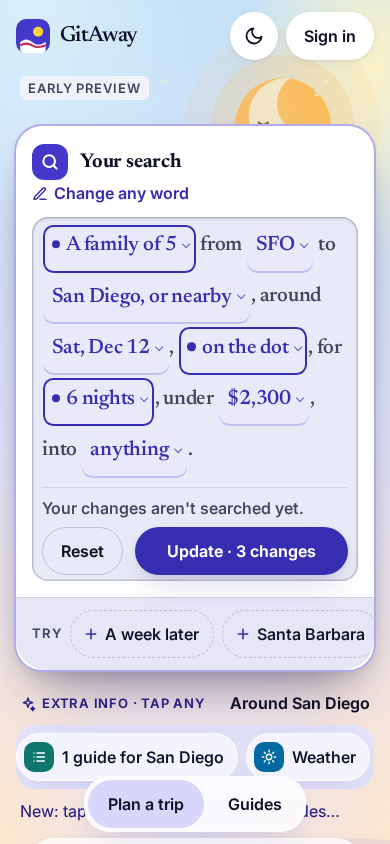 GitAway
Sign in
EARLY PREVIEW
Your search
Change any word
A family of 5 from SFO to
San Diego, or nearby , around
Sat, Dec 12 , on the dot , for
6 nights , under $2,300 ,
into anything .
Your changes aren't searched yet.
Reset
Update · 3 changes
TRY
+ A week later
+ Santa Barbara
EXTRA INFO · TAP ANY
Around San Diego
1 guide for San Diego
Weather
New: tap
des...
Plan a trip
Guides